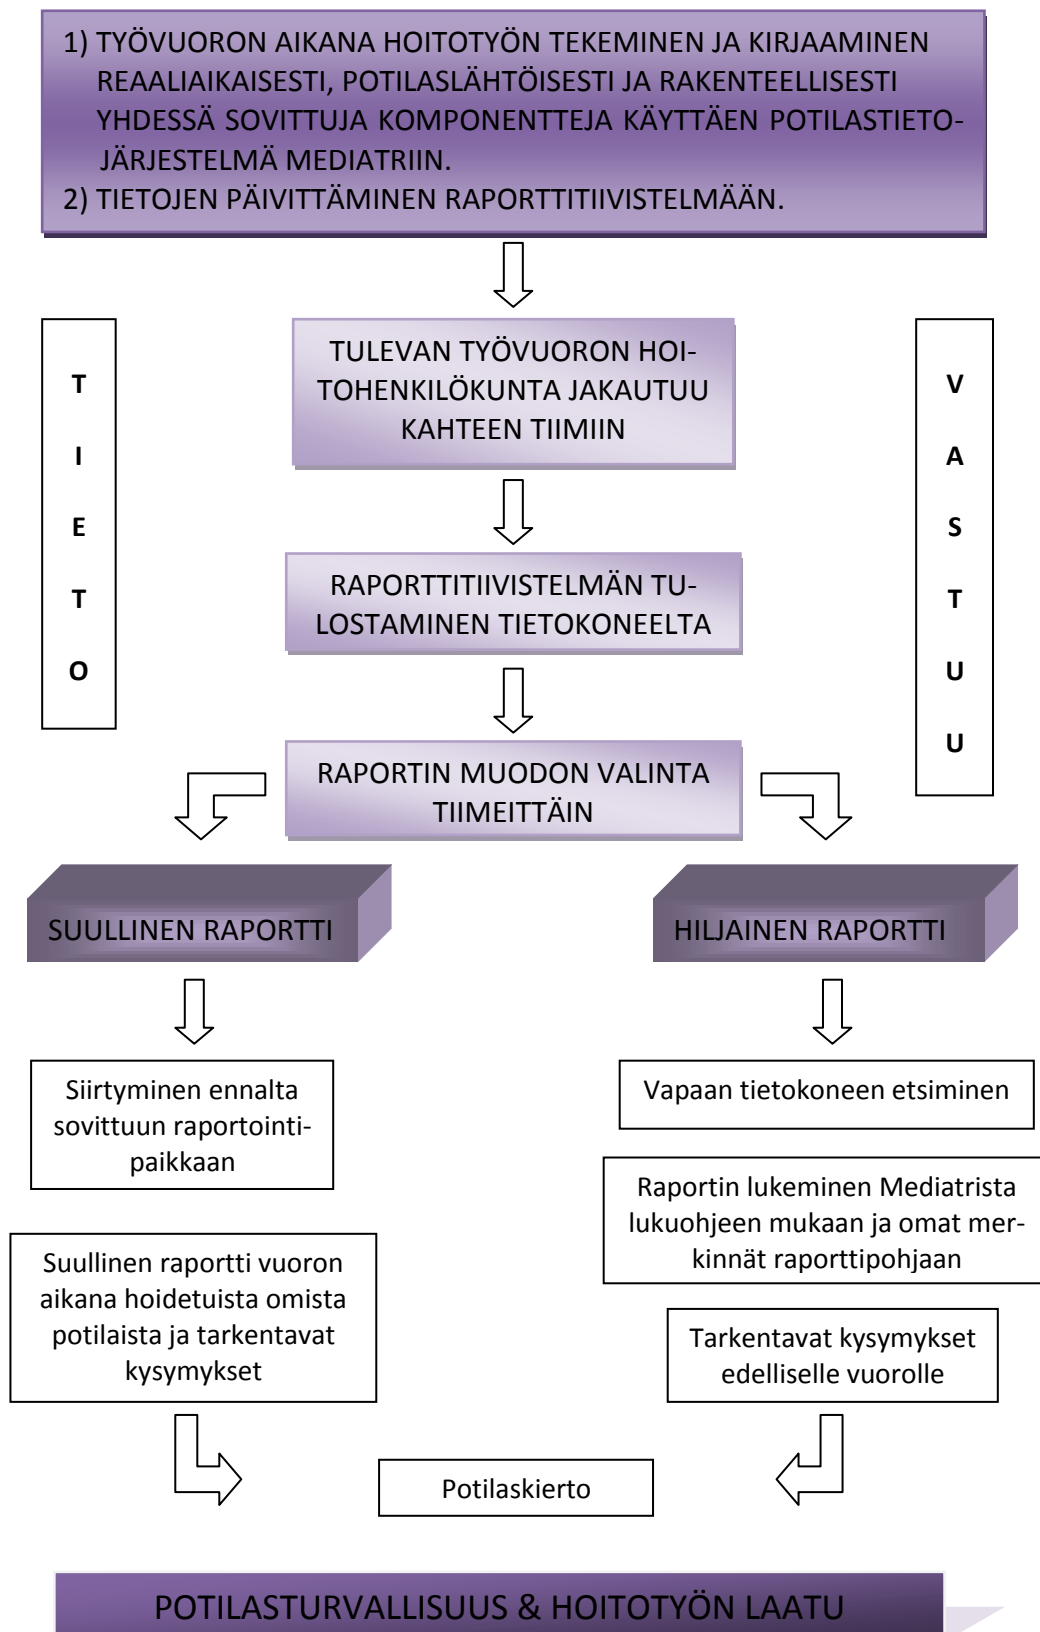 1) TYÖVUORON AIKANA HOITOTYÖN TEKEMINEN JA KIRJAAMINEN
REAALIAIKAISESTI, POTILASLÄHTÖISESTI JA RAKENTEELLISESTI
YHDESSÄ SOVITTUJA KOMPONENTTEJA KÄYTTÄEN POTILASTIETO-
JÄRJESTELMÄ MEDIATRIIN.
2) TIETOJEN PÄIVITTÄMINEN RAPORTTITIIVISTELMÄÄN.
T
I
E
T
O
TULEVAN TYÖVUORON HOI-
TOHENKILÖKUNTA JAKAUTUU
KAHTEEN TIIMIIN
V
A
S
T
U
U
RAPORTTITIIVISTELMÄN TU-
LOSTAMINEN TIETOKONEELTA
RAPORTIN MUODON VALINTA
TIIMEITTÄIN
SUULLINEN RAPORTTI
Siirtyminen ennalta
sovittuun raportointi-
paikkaan
Suullinen raportti vuoron
aikana hoidetuista omista
potilaista ja tarkentavat
kysymykset
HILJAINEN RAPORTTI
Vapaan tietokoneen etsiminen
Raportin lukeminen Mediatrista
lukuohjeen mukaan ja omat mer-
kinnät raporttipohjaan
Tarkentavat kysymykset
edelliselle vuorolle
Potilaskierto
POTILASTURVALLISUUS & HOITOTYÖN LAATU